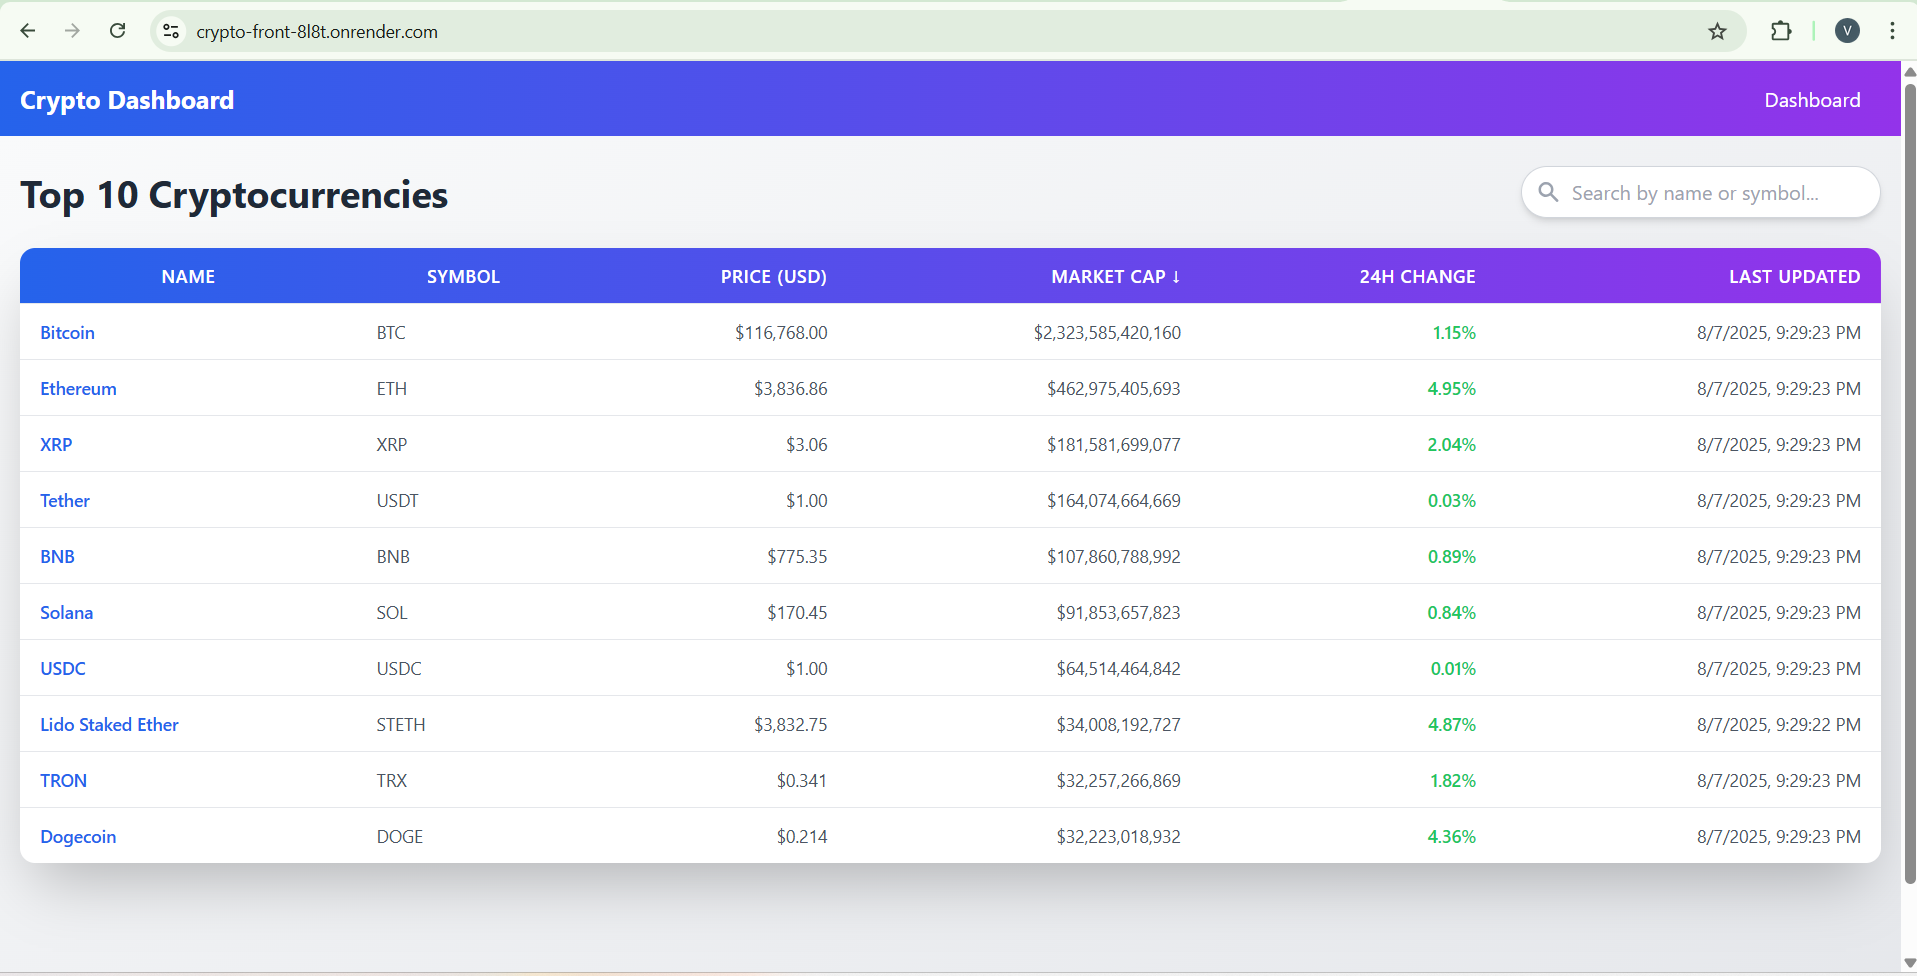 crypto-front-8l8t.onrender.com
V
Crypto Dashboard Dashboard
Top 10 Cryptocurrencies Search by name or symbol...
NAME SYMBOL PRICE (USD) MARKET CAP ↓ 24H CHANGE LAST UPDATED
Bitcoin BTC $116,768.00 $2,323,585,420,160 1.15% 8/7/2025, 9:29:23 PM
Ethereum ETH $3,836.86 $462,975,405,693 4.95% 8/7/2025, 9:29:23 PM
XRP XRP $3.06 $181,581,699,077 2.04% 8/7/2025, 9:29:23 PM
Tether USDT $1.00 $164,074,664,669 0.03% 8/7/2025, 9:29:23 PM
BNB BNB $775.35 $107,860,788,992 0.89% 8/7/2025, 9:29:23 PM
Solana SOL $170.45 $91,853,657,823 0.84% 8/7/2025, 9:29:23 PM
USDC USDC $1.00 $64,514,464,842 0.01% 8/7/2025, 9:29:23 PM
Lido Staked Ether STETH $3,832.75 $34,008,192,727 4.87% 8/7/2025, 9:29:22 PM
TRON TRX $0.341 $32,257,266,869 1.82% 8/7/2025, 9:29:23 PM
Dogecoin DOGE $0.214 $32,223,018,932 4.36% 8/7/2025, 9:29:23 PM